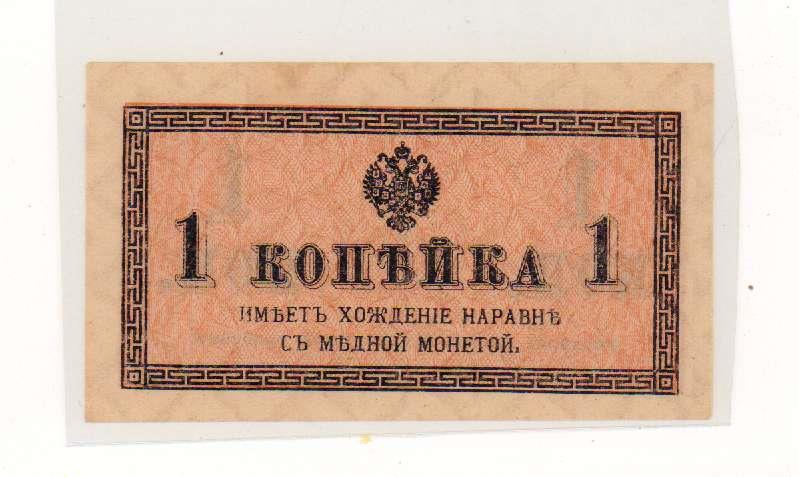 1 КОПѢЙКА 1
ИМѢЕТЪ ХОЖДЕНІЕ НАРАВНѢ
СЪ МѢДНОЙ МОНЕТОЙ.